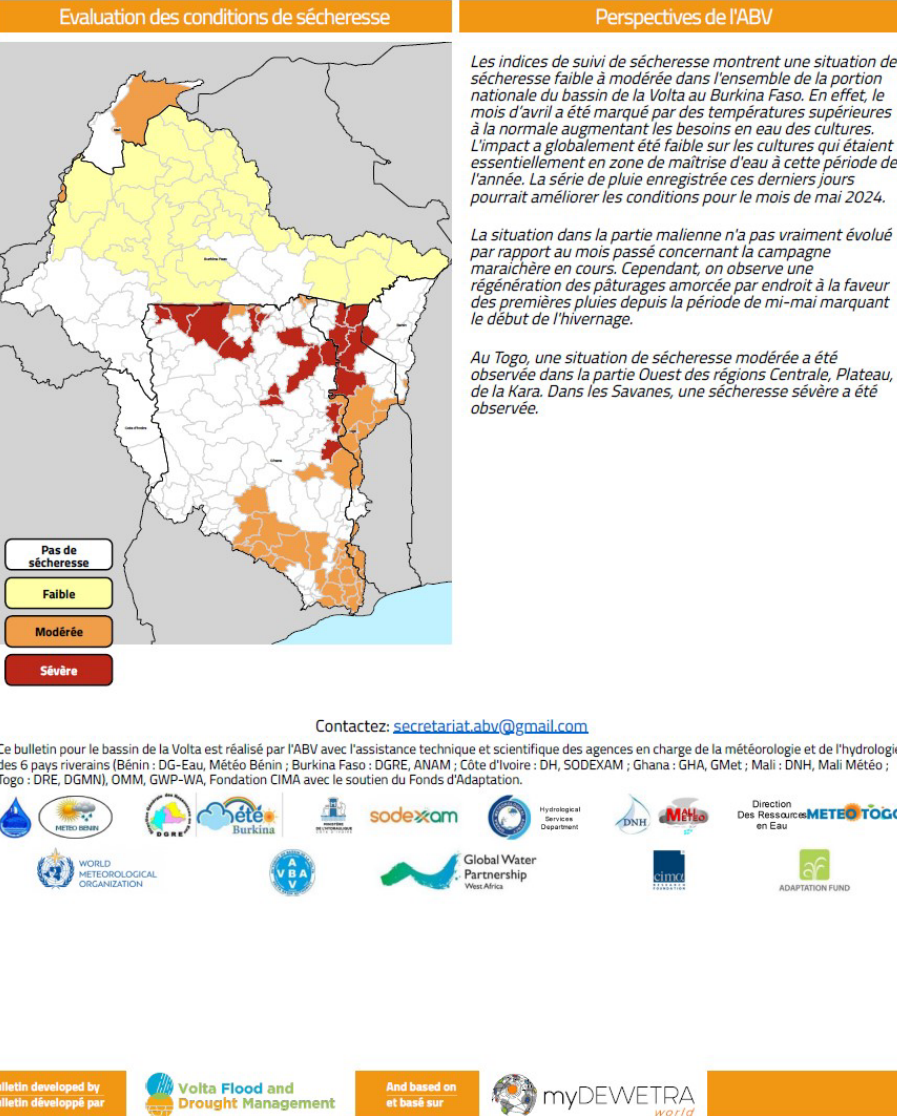 Evaluation des conditions de sécheresse
Perspectives de l'ABV
Les indices de suivi de sécheresse montrent une situation de
sécheresse faible à modérée dans l'ensemble de la portion
nationale du bassin de la Volta au Burkina Faso. En effet, le
mois d'avril a été marqué par des températures supérieures
à la normale augmentant les besoins en eau des cultures.
L'impact a globalement été faible sur les cultures qui étaient
essentiellement en zone de maîtrise d'eau à cette période de
l'année. La série de pluie enregistrée ces derniers jours
pourrait améliorer les conditions pour le mois de mai 2024.
La situation dans la partie malienne n'a pas vraiment évolué
par rapport au mois passé concernant la campagne
maraichère en cours. Cependant, on observe une
régénération des pâturages amorcée par endroit à la faveur
des premières pluies depuis la période de mi-mai marquant
le début de l'hivernage.
Au Togo, une situation de sécheresse modérée a été
observée dans la partie Ouest des régions Centrale, Plateau,
de la Kara. Dans les Savanes, une sécheresse sévère a été
observée.
Burkina Faso
Ghana
Pas de
sécheresse
Faible
Modérée
Sévère
Contactez: secretariat.abv@gmail.com
Ce bulletin pour le bassin de la Volta est réalisé par l'ABV avec l'assistance technique et scientifique des agences en charge de la météorologie et de l'hydrologie
des 6 pays riverains (Bénin : DG-Eau, Météo Bénin ; Burkina Faso : DGRE, ANAM ; Côte d'Ivoire : DH, SODEXAM ; Ghana : GHA, GMet ; Mali : DNH, Mali Météo ;
Togo : DRE, DGMN), OMM, GWP-WA, Fondation CIMA avec le soutien du Fonds d'Adaptation.
METEO BENIN
DGRE
été
Burkina
sodexam
Hydrological
Services
Department
DNH
Mali
METEO
Direction
Des Ressources
en Eau
METEO TOGO
WORLD
METEOROLOGICAL
ORGANIZATION
A
VBA
V
Global Water
Partnership
West Africa
cima
RESEARCH
FOUNDATION
ADAPTATION FUND
ulletin developed by
ulletin développé par
Volta Flood and
Drought Management
And based on
et basé sur
myDEWETRA
world